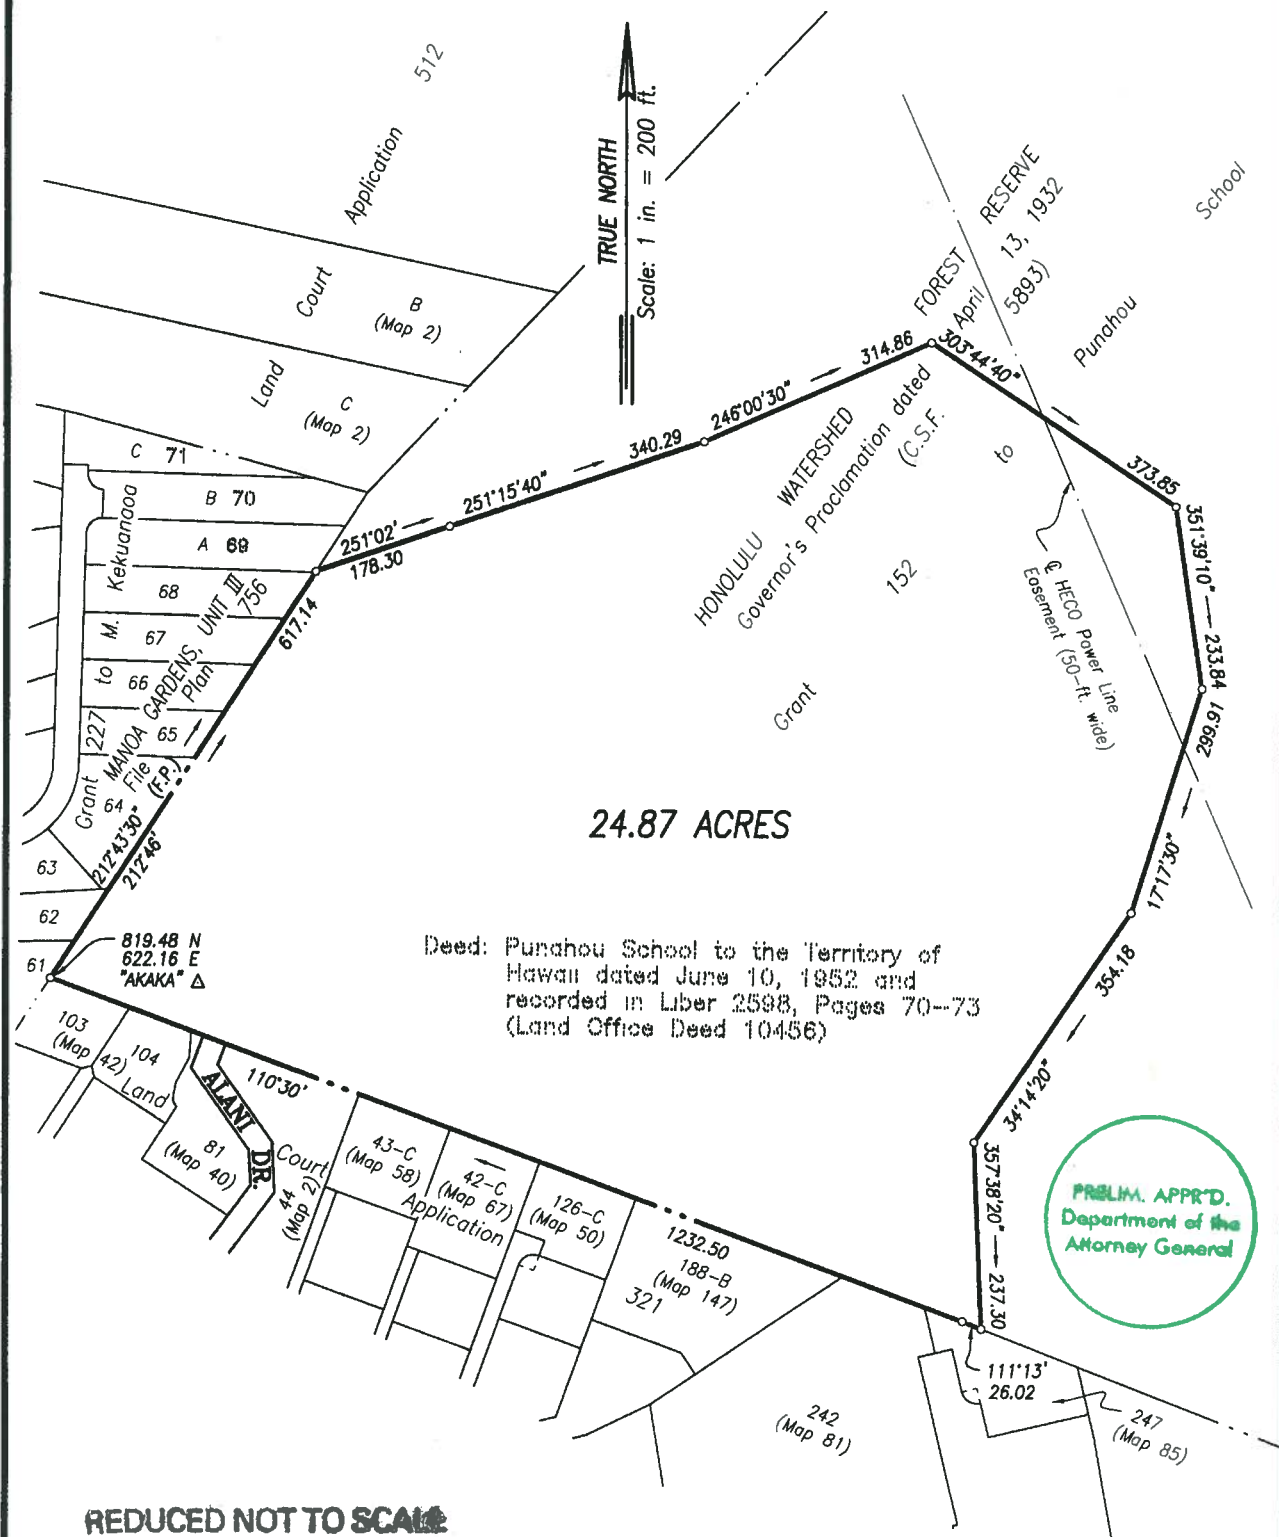 512
Application
Court
Land
TRUE NORTH
Scale: 1 in. = 200 ft.
B
(Map 2)
C
(Map 2)
FOREST RESERVE
April 13, 1932
5893)
School
Punahou
to
HONOLULU WATERSHED
Governor's Proclamation dated
(C.S.F.
152
Grant
314.86
303°44'40"
246°00'30"
340.29
251°15'40"
251°02'
178.30
373.85
351°39'10" — 233.84
299.91
17°17'30"
354.18
34°14'20"
357°38'20" — 237.30
℄ HECO Power Line
Easement (50-ft. wide)
C 71
B 70
A 69
68
67
66
65
64
63
62
61
Grant 227 to M. Kekuanaoa
MANOA GARDENS, UNIT III
File Plan 756
(F.P.)
617.14
212°43'30"
212°46'
24.87 ACRES
819.48 N
622.16 E
"AKAKA" △
Deed: Punahou School to the Territory of
Hawaii dated June 10, 1952 and
recorded in Liber 2598, Pages 70--73
(Land Office Deed 10456)
103
(Map 42)
104
Land
81
(Map 40)
ALANI DR.
110°30'
Court
44
(Map 2)
43-C
(Map 58)
42-C
(Map 67)
Application
126-C
(Map 50)
1232.50
188-B
(Map 147)
321
111°13'
26.02
242
(Map 81)
247
(Map 85)
PRELIM. APPR'D.
Department of the
Attorney General
REDUCED NOT TO SCALE